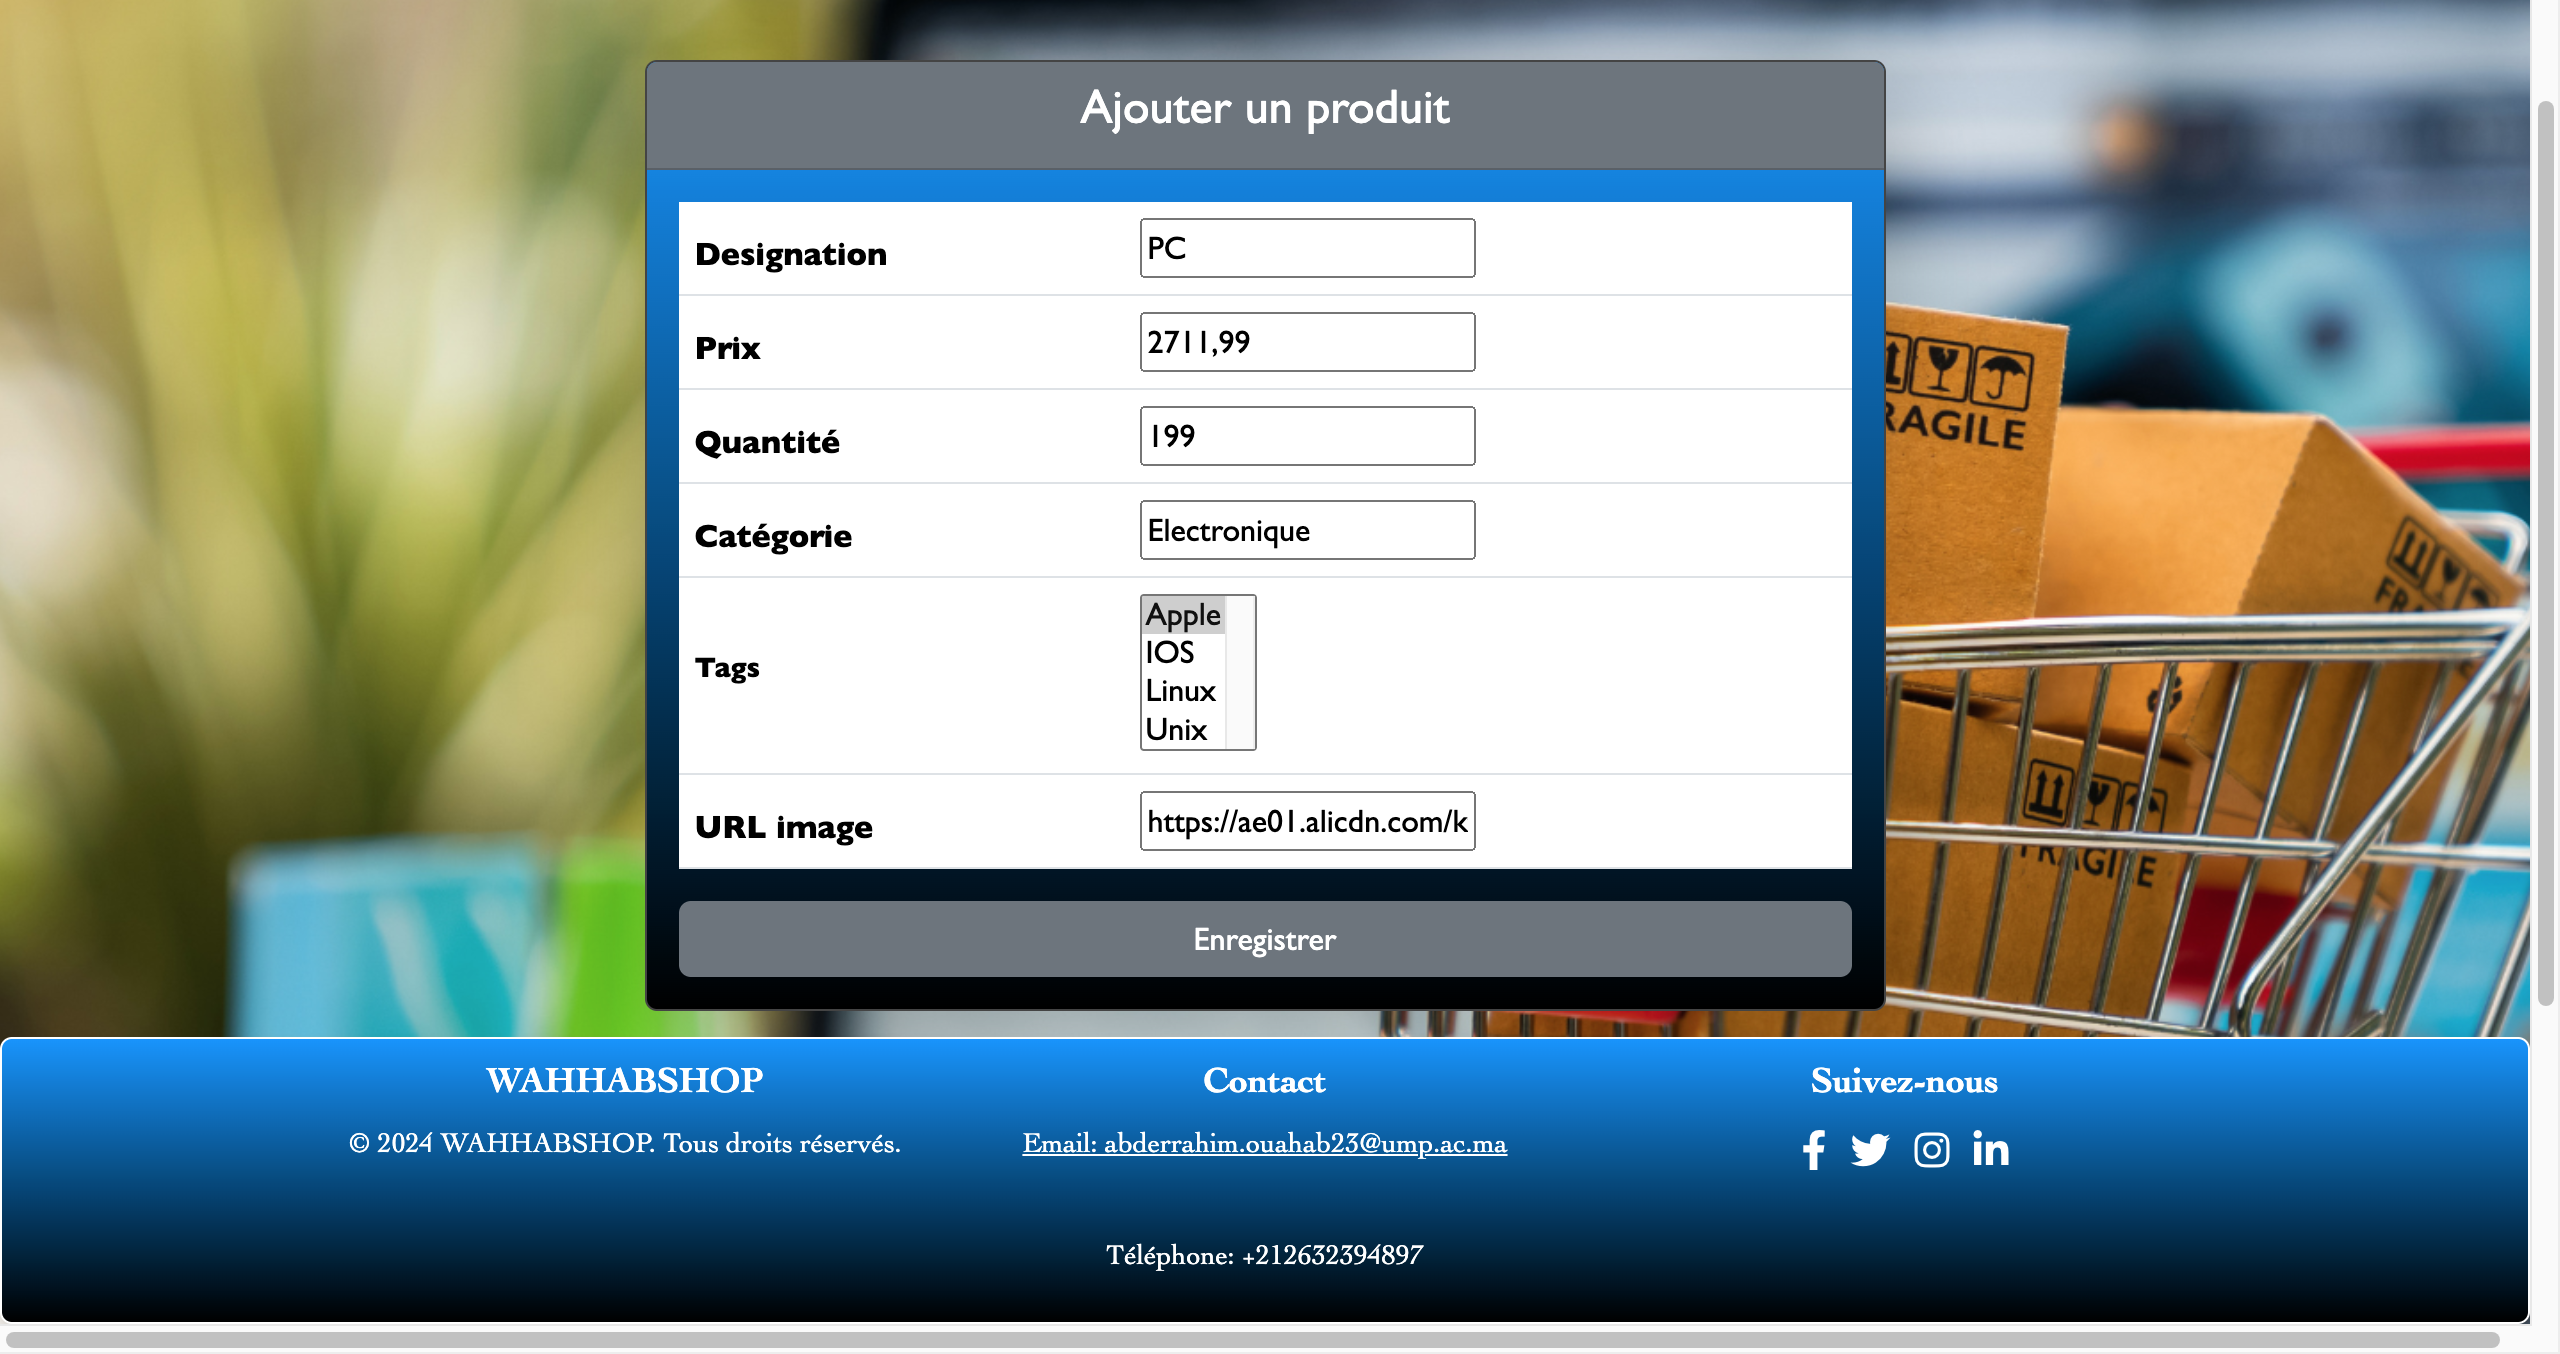 Ajouter un produit
Designation PC
Prix 2711,99
Quantité 199
Catégorie Electronique
Tags
Apple
IOS
Linux
Unix
URL image https://ae01.alicdn.com/k
Enregistrer
RAGILE
FRAGILE
WAHHABSHOP
© 2024 WAHHABSHOP. Tous droits réservés.
Contact
Email: abderrahim.ouahab23@ump.ac.ma
Téléphone: +212632394897
Suivez-nous